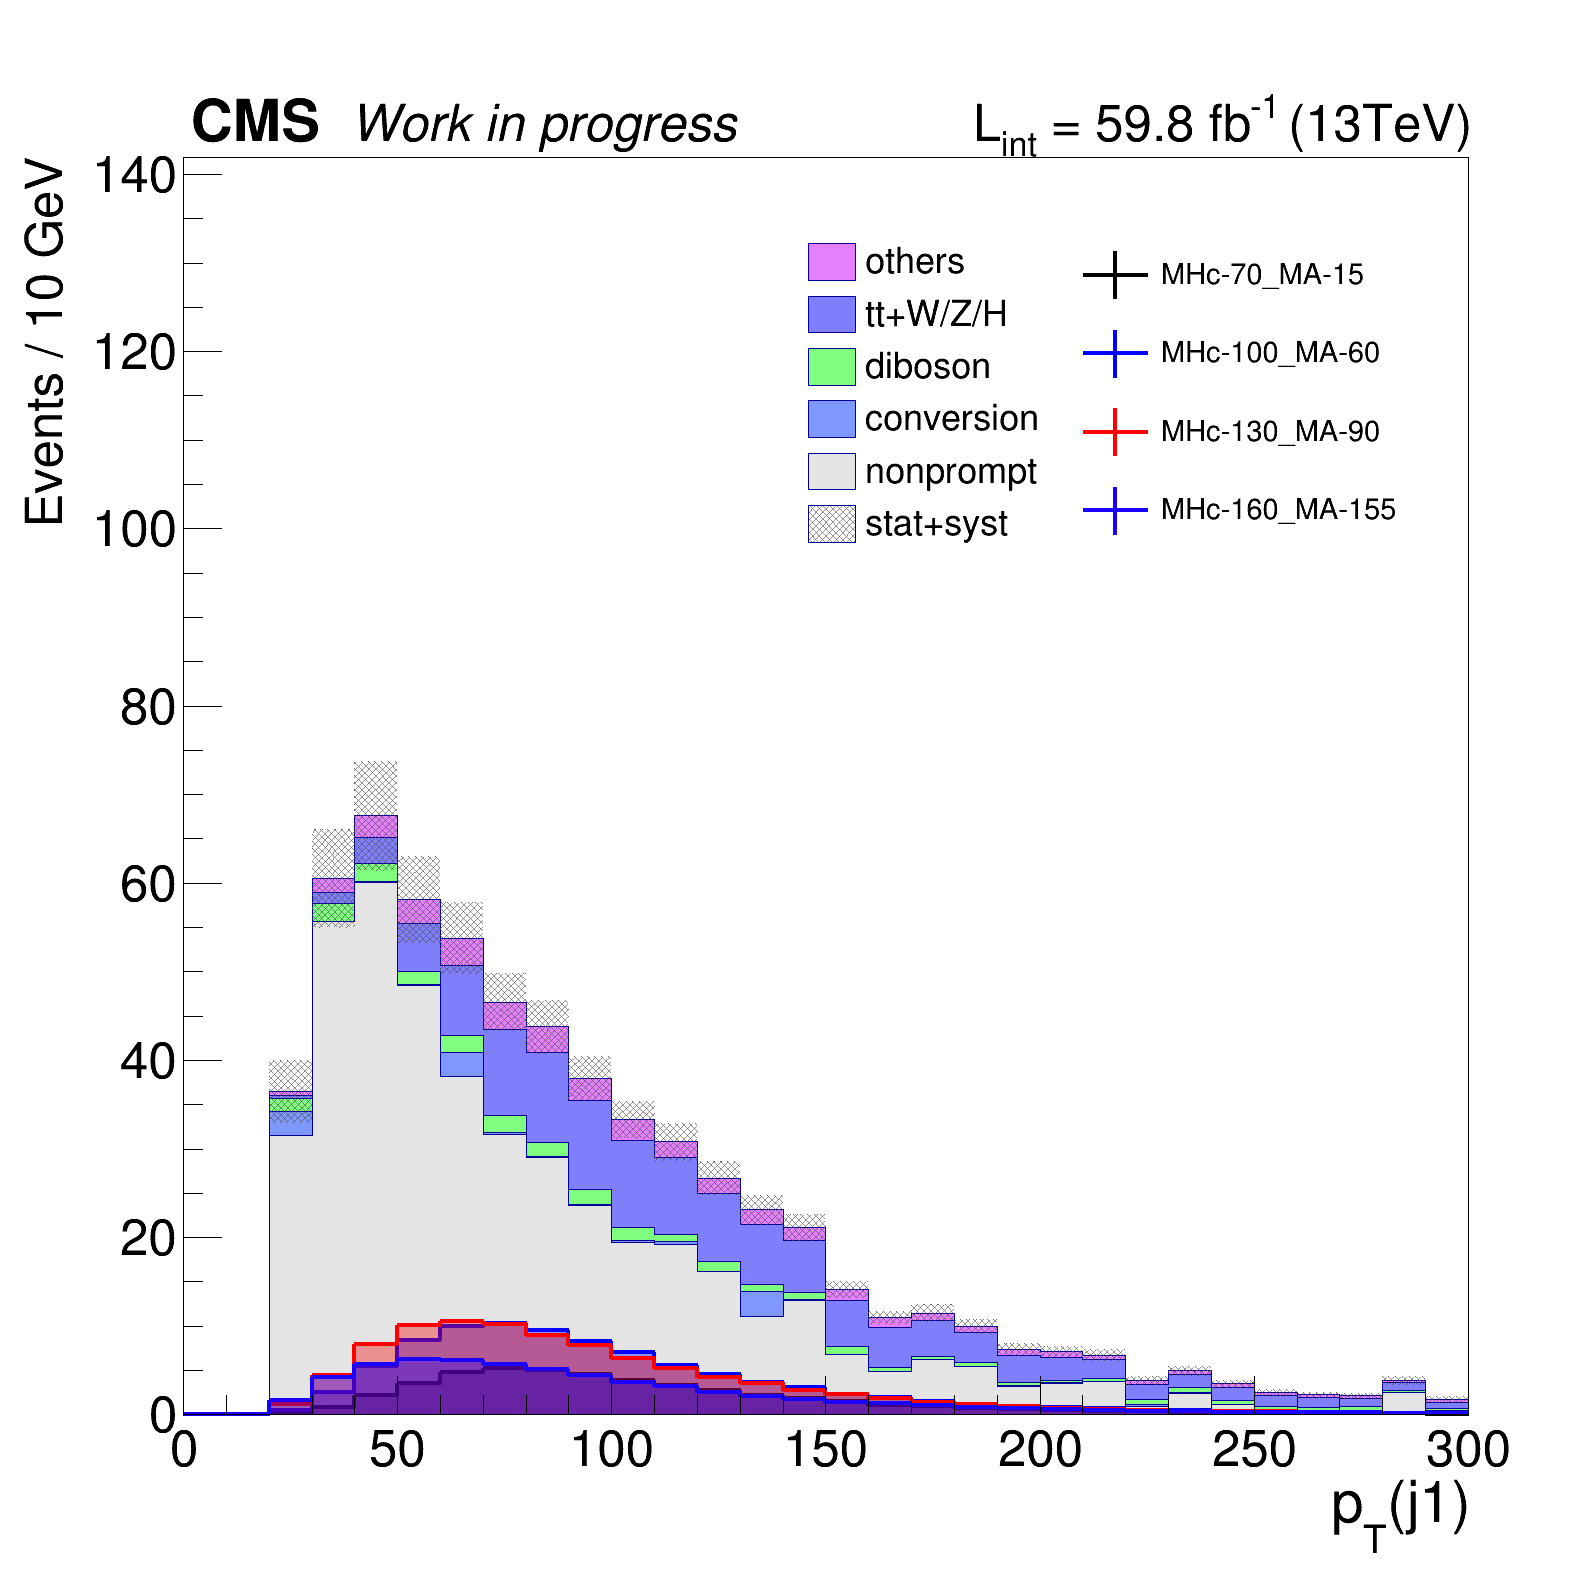 CMS Work in progress L_int = 59.8 fb^-1 (13TeV)
Events / 10 GeV
140
120
100
80
60
40
20
0
others
tt+W/Z/H
diboson
conversion
nonprompt
stat+syst
MHc-70_MA-15
MHc-100_MA-60
MHc-130_MA-90
MHc-160_MA-155
0 50 100 150 200 250 300
p_T(j1)